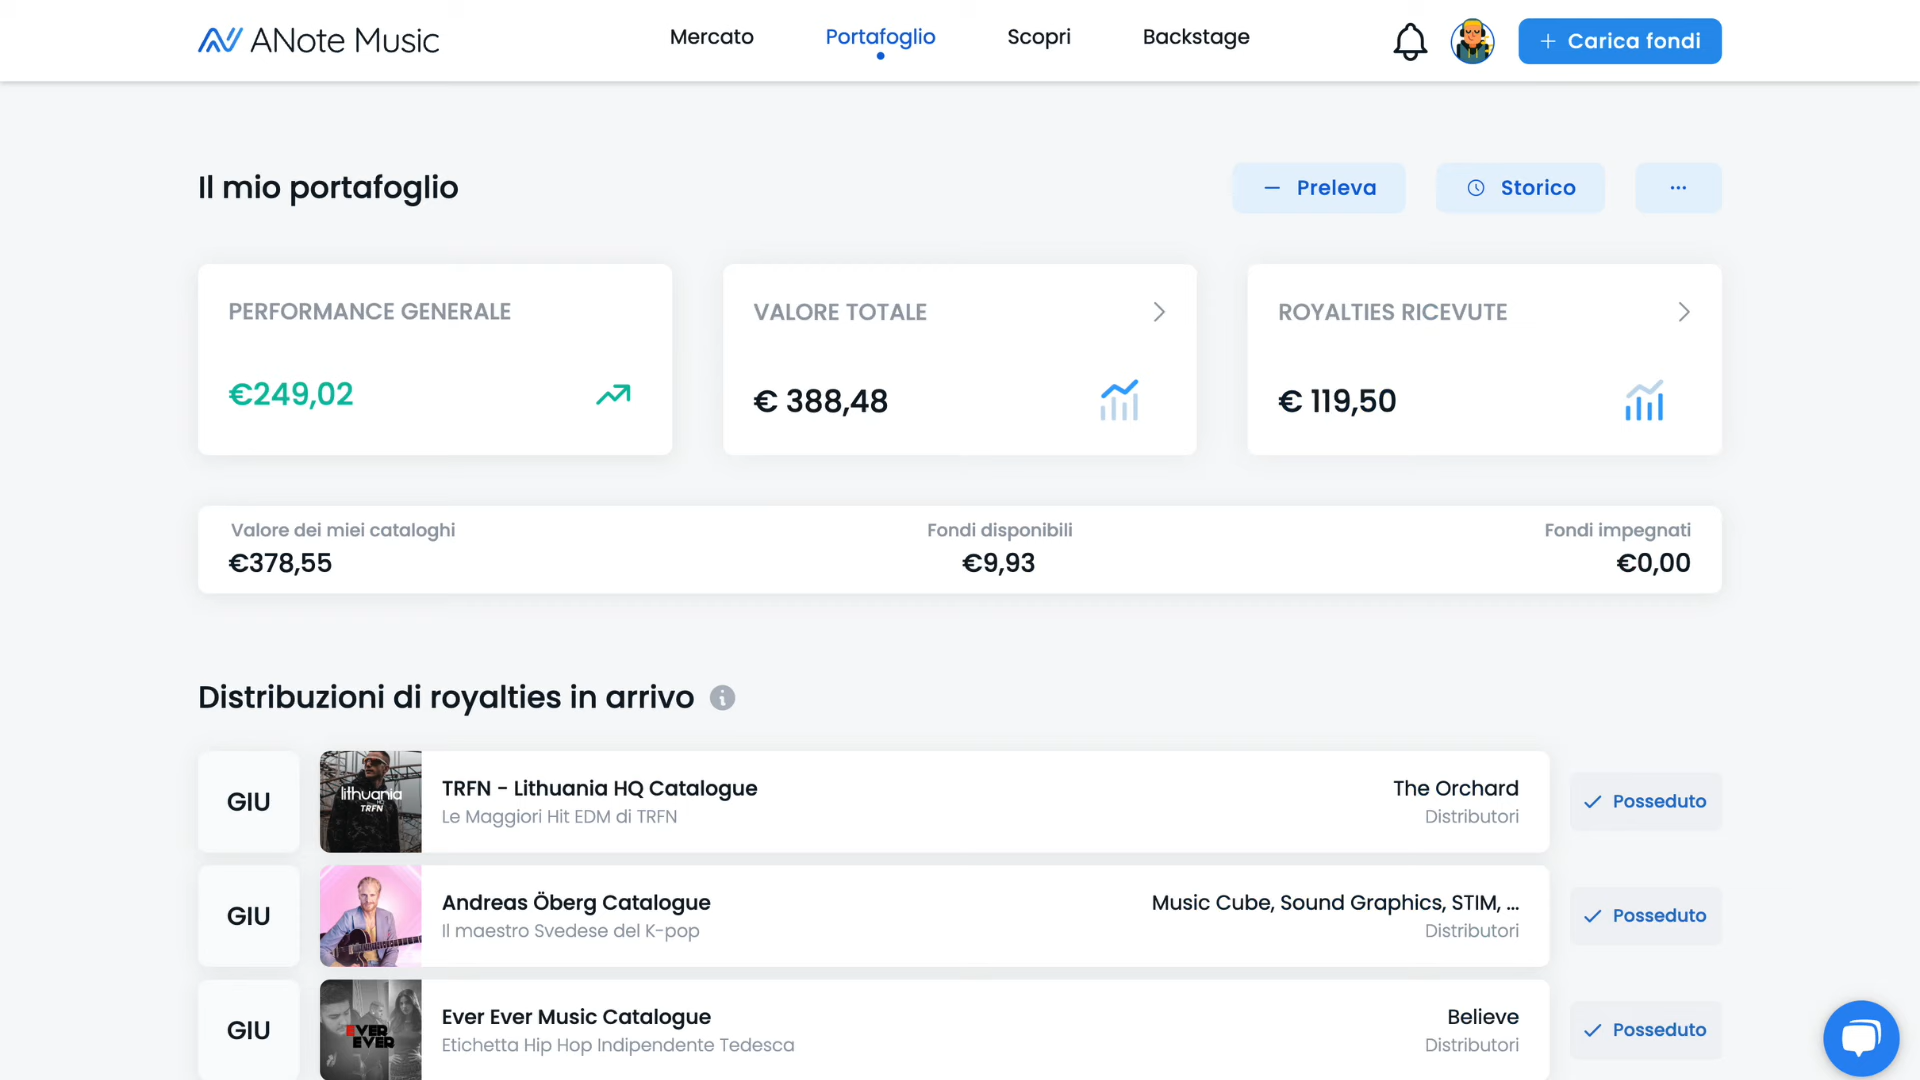 ANote Music
Mercato
Portafoglio
Scopri
Backstage
+ Carica fondi
Il mio portafoglio
Preleva
Storico
...
PERFORMANCE GENERALE
€249,02
VALORE TOTALE
€ 388,48
ROYALTIES RICEVUTE
€ 119,50
Valore dei miei cataloghi
€378,55
Fondi disponibili
€9,93
Fondi impegnati
€0,00
Distribuzioni di royalties in arrivo
GIU
lithuania HQ
TRFN
TRFN - Lithuania HQ Catalogue
Le Maggiori Hit EDM di TRFN
The Orchard
Distributori
Posseduto
GIU
Andreas Öberg Catalogue
Il maestro Svedese del K-pop
Music Cube, Sound Graphics, STIM, ...
Distributori
Posseduto
GIU
EVER
EVER
Ever Ever Music Catalogue
Etichetta Hip Hop Indipendente Tedesca
Believe
Distributori
Posseduto